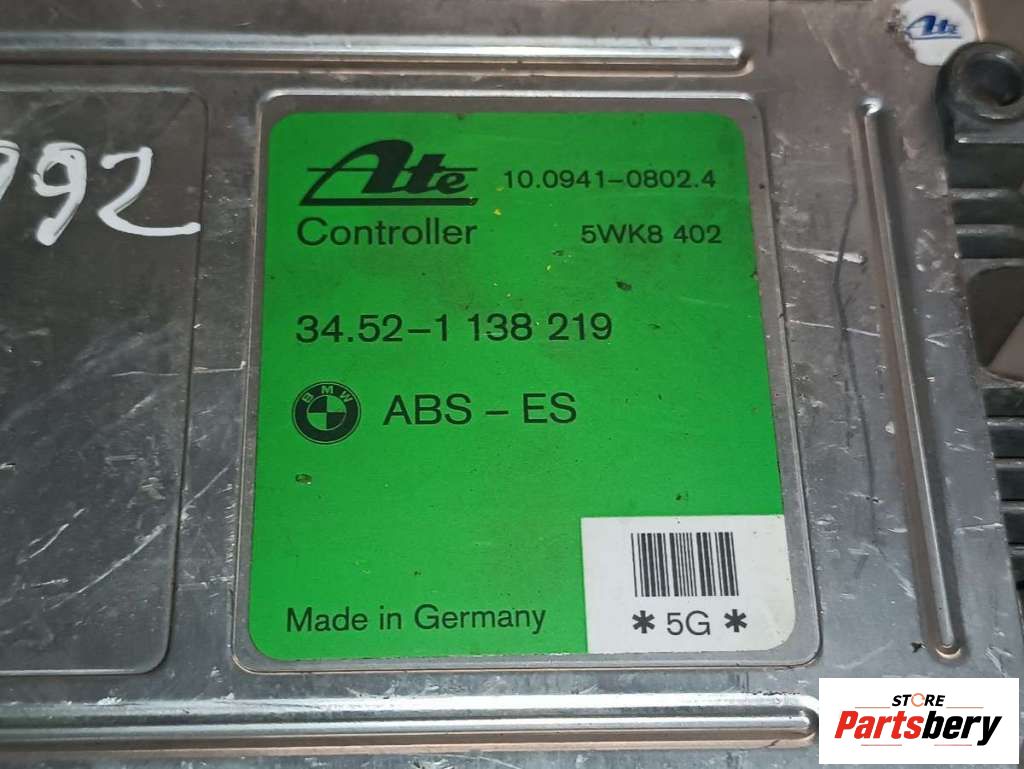 Ate
992
Ate 10.0941-0802.4
Controller 5WK8 402
34.52-1 138 219
BMW ABS - ES
Made in Germany
* 5G *
STORE
Partsbery